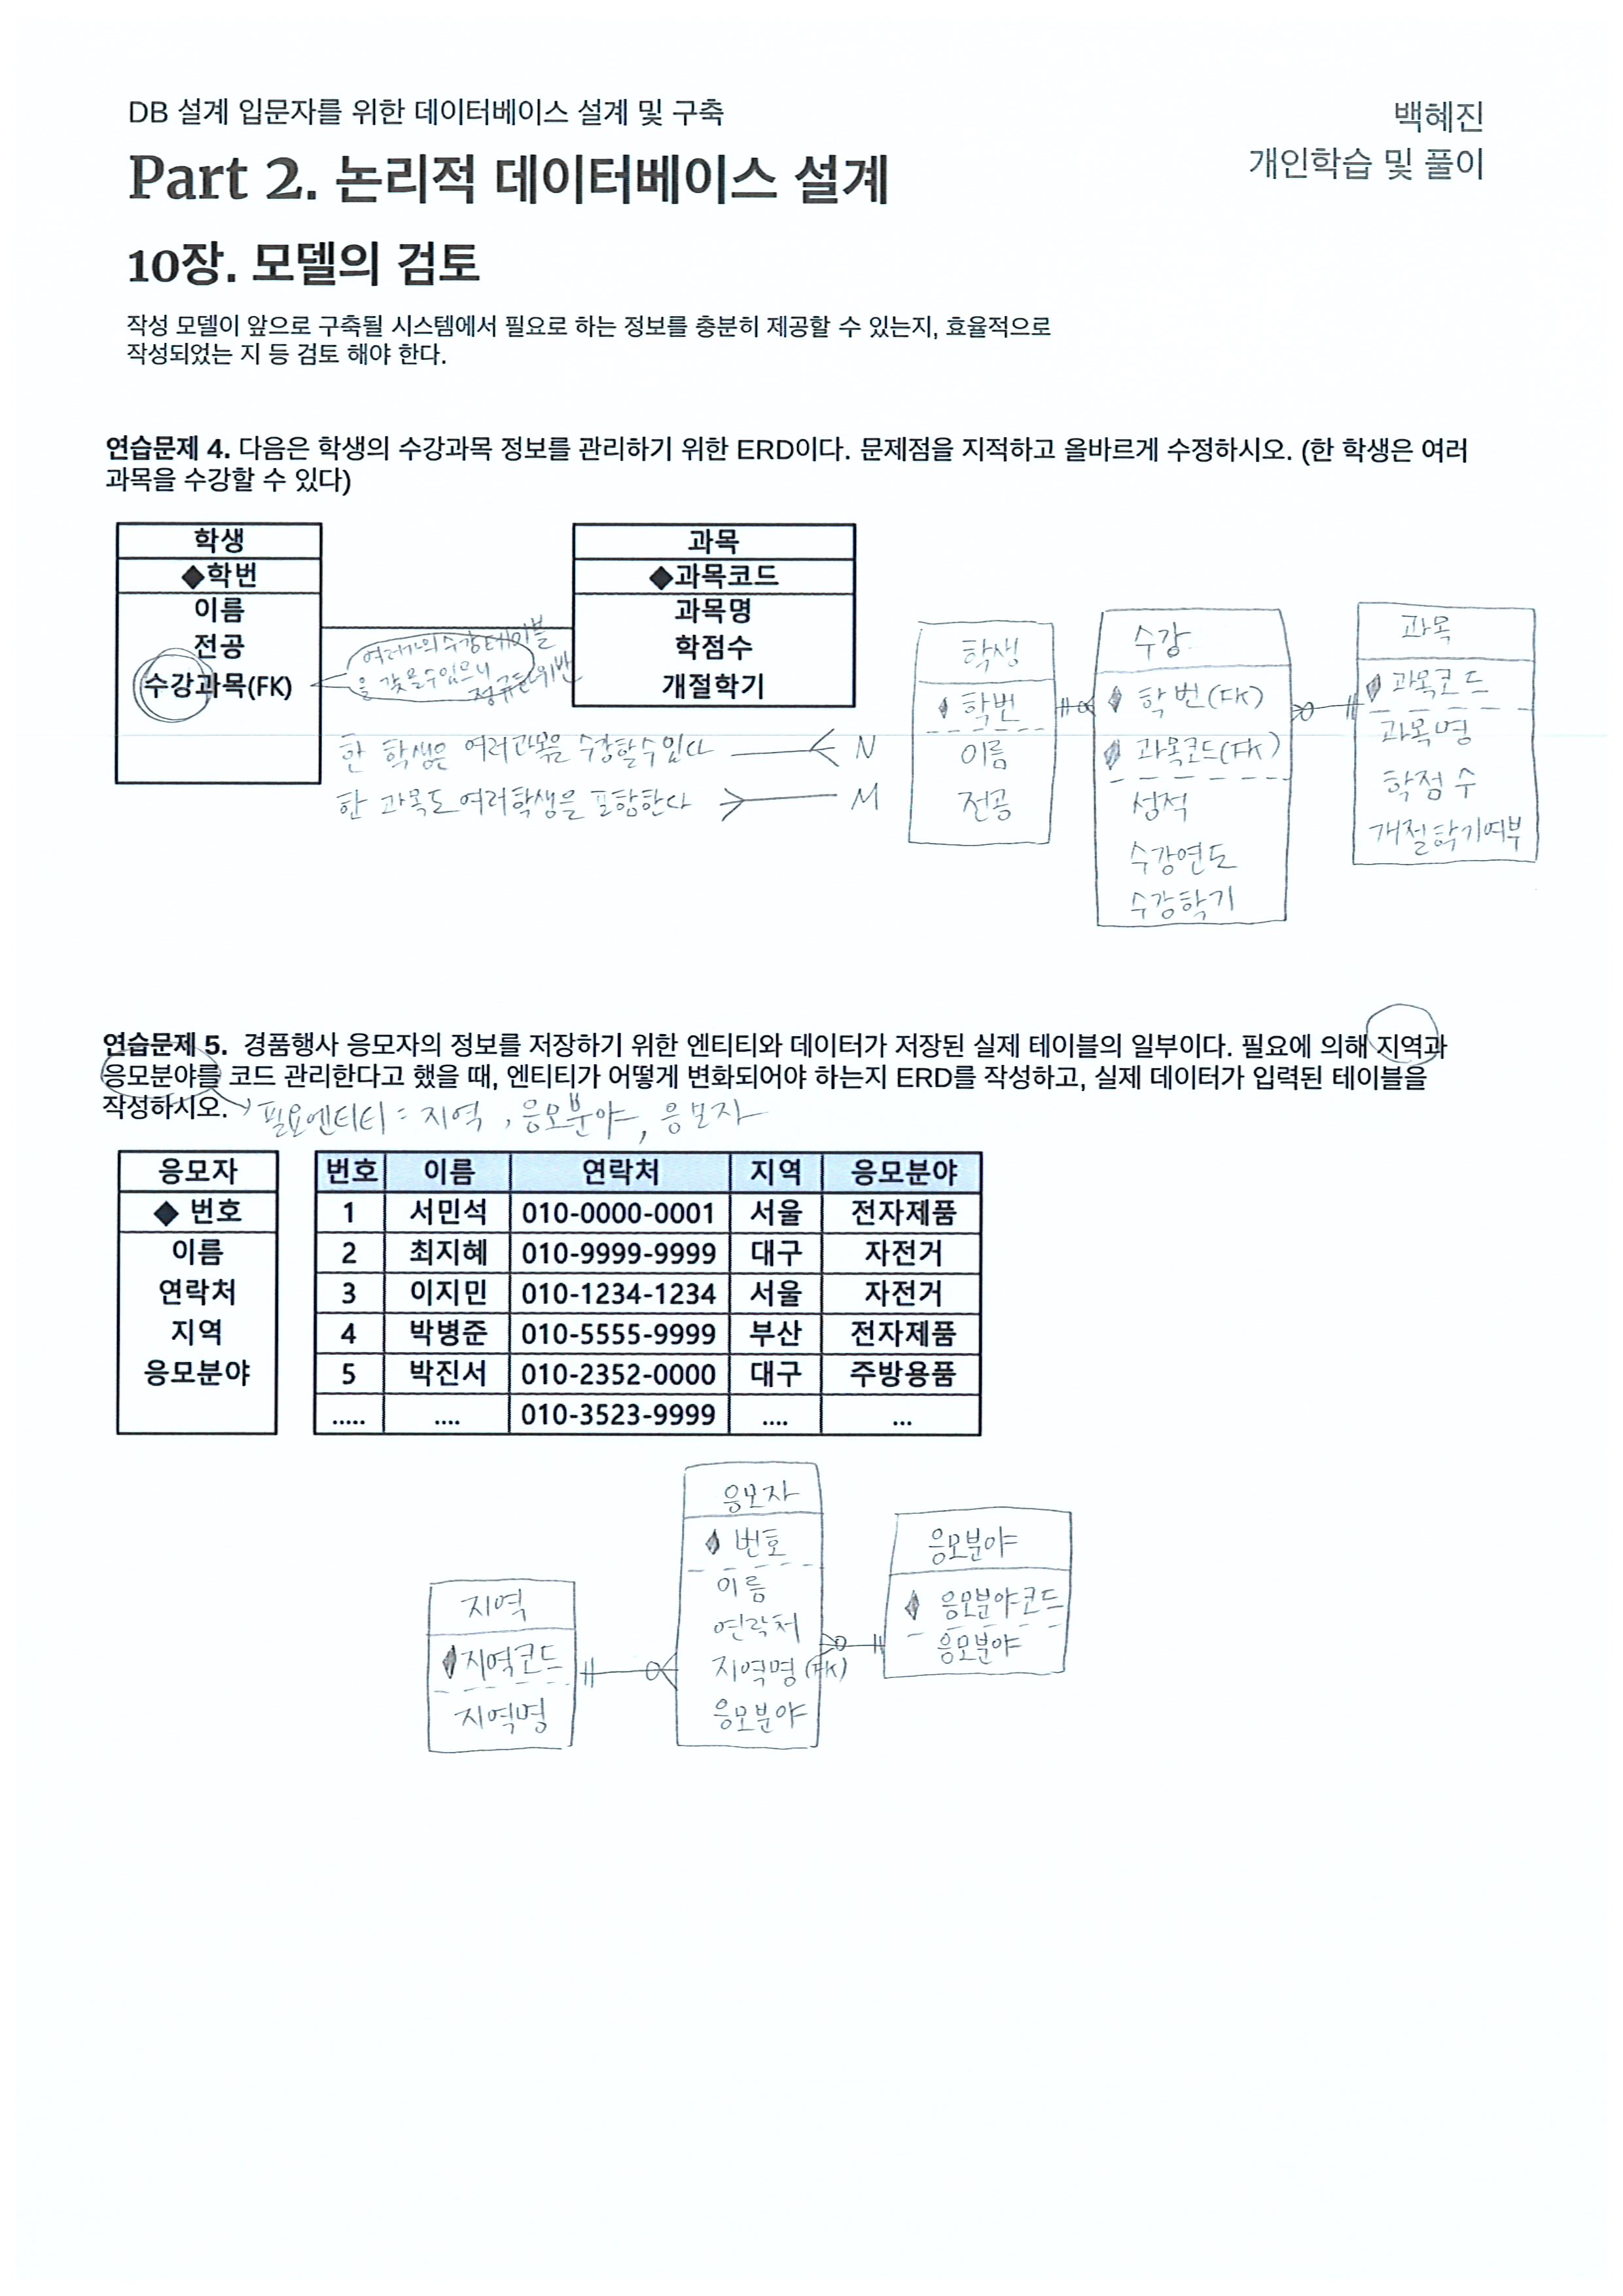 DB 설계 입문자를 위한 데이터베이스 설계 및 구축
백혜진
Part 2. 논리적 데이터베이스 설계
개인학습 및 풀이
10장. 모델의 검토
작성 모델이 앞으로 구축될 시스템에서 필요로 하는 정보를 충분히 제공할 수 있는지, 효율적으로
작성되었는 지 등 검토 해야 한다.
연습문제 4. 다음은 학생의 수강과목 정보를 관리하기 위한 ERD이다. 문제점을 지적하고 올바르게 수정하시오. (한 학생은 여러
과목을 수강할 수 있다)
학생
◆학번
이름
전공
수강과목(FK)
과목
◆과목코드
과목명
학점수
개절학기
여러가의 수강테이블
을 갖을수있으니
정규틀위반
한 학생은 여러과목을 수강할수있다 N
한 과목도 여러학생을 포함한다 M
학생
◆ 학번
이름
전공
수강
◆ 학번(FK)
◆ 과목코드(FK)
성적
수강연도
수강학기
과목
◆ 과목코드
과목명
학점 수
개절학기여부
연습문제 5. 경품행사 응모자의 정보를 저장하기 위한 엔티티와 데이터가 저장된 실제 테이블의 일부이다. 필요에 의해 지역과
응모분야를 코드 관리한다고 했을 때, 엔티티가 어떻게 변화되어야 하는지 ERD를 작성하고, 실제 데이터가 입력된 테이블을
작성하시오. 필요엔티티 = 지역, 응모분야, 응모자
응모자
◆ 번호
이름
연락처
지역
응모분야
번호 이름 연락처 지역 응모분야
1 서민석 010-0000-0001 서울 전자제품
2 최지혜 010-9999-9999 대구 자전거
3 이지민 010-1234-1234 서울 자전거
4 박병준 010-5555-9999 부산 전자제품
5 박진서 010-2352-0000 대구 주방용품
..... .... 010-3523-9999 .... ...
지역
◆지역코드
지역명
응모자
◆ 번호
이름
연락처
지역명(FK)
응모분야
응모분야
◆ 응모분야코드
응모분야